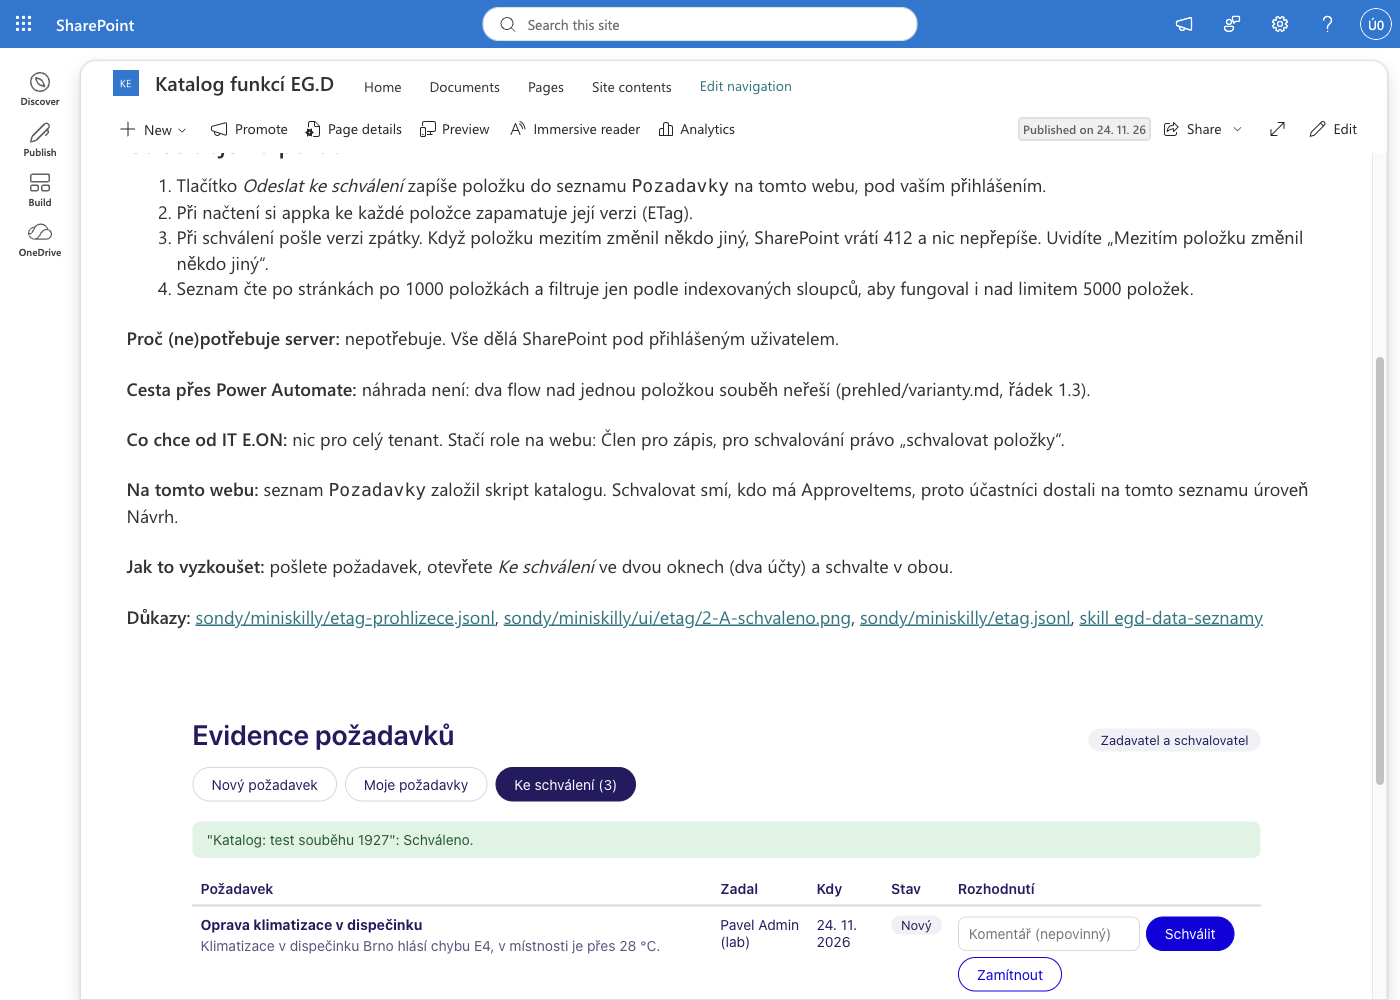 SharePoint
Search this site
Ú0
Discover
Publish
Build
OneDrive
KE
Katalog funkcí EG.D
Home
Documents
Pages
Site contents
Edit navigation
New
Promote
Page details
Preview
Immersive reader
Analytics
Published on 24. 11. 26
Share
Edit
1. Tlačítko Odeslat ke schválení zapíše položku do seznamu Pozadavky na tomto webu, pod vaším přihlášením.
2. Při načtení si appka ke každé položce zapamatuje její verzi (ETag).
3. Při schválení pošle verzi zpátky. Když položku mezitím změnil někdo jiný, SharePoint vrátí 412 a nic nepřepíše. Uvidíte „Mezitím položku změnil
někdo jiný“.
4. Seznam čte po stránkách po 1000 položkách a filtruje jen podle indexovaných sloupců, aby fungoval i nad limitem 5000 položek.
Proč (ne)potřebuje server: nepotřebuje. Vše dělá SharePoint pod přihlášeným uživatelem.
Cesta přes Power Automate: náhrada není: dva flow nad jednou položkou souběh neřeší (prehled/varianty.md, řádek 1.3).
Co chce od IT E.ON: nic pro celý tenant. Stačí role na webu: Člen pro zápis, pro schvalování právo „schvalovat položky“.
Na tomto webu: seznam Pozadavky založil skript katalogu. Schvalovat smí, kdo má ApproveItems, proto účastníci dostali na tomto seznamu úroveň
Návrh.
Jak to vyzkoušet: pošlete požadavek, otevřete Ke schválení ve dvou oknech (dva účty) a schvalte v obou.
Důkazy: sondy/miniskilly/etag-prohlizece.jsonl, sondy/miniskilly/ui/etag/2-A-schvaleno.png, sondy/miniskilly/etag.jsonl, skill egd-data-seznamy
Evidence požadavků
Zadavatel a schvalovatel
Nový požadavek
Moje požadavky
Ke schválení (3)
"Katalog: test souběhu 1927": Schváleno.
Požadavek
Zadal
Kdy
Stav
Rozhodnutí
Oprava klimatizace v dispečinku
Klimatizace v dispečinku Brno hlásí chybu E4, v místnosti je přes 28 °C.
Pavel Admin
(lab)
24. 11.
2026
Nový
Komentář (nepovinný)
Schválit
Zamítnout